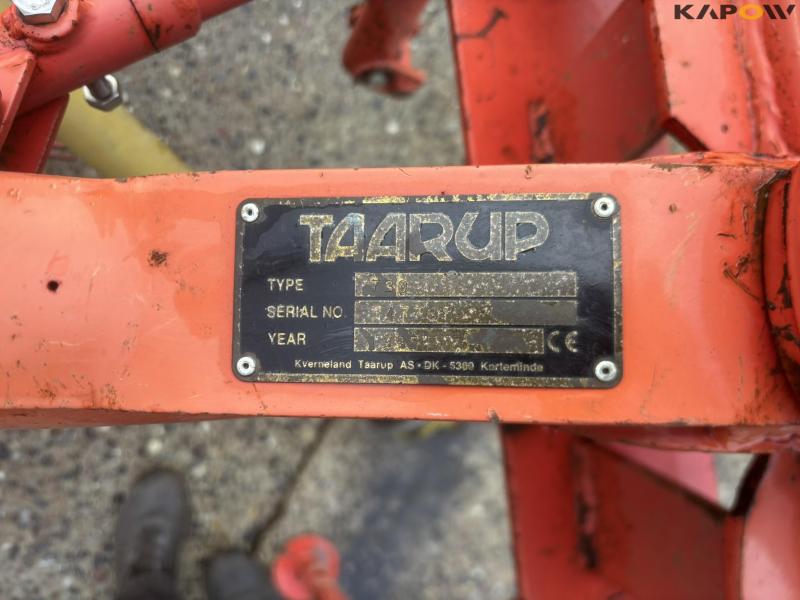 KAPOW
TAARUP
TYPE
SERIAL NO.
YEAR CE
Kverneland Taarup AS · DK - 5300 Kerteminde